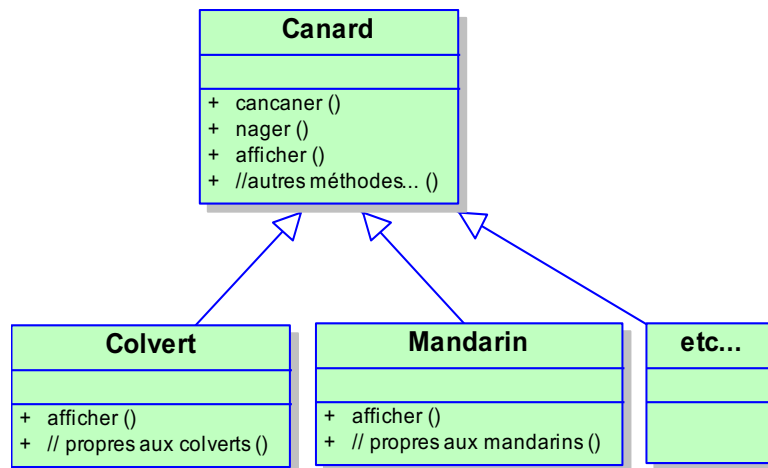 Canard
+ cancaner ()
+ nager ()
+ afficher ()
+ //autres méthodes... ()
Colvert
+ afficher ()
+ // propres aux colverts ()
Mandarin
+ afficher ()
+ // propres aux mandarins ()
etc...